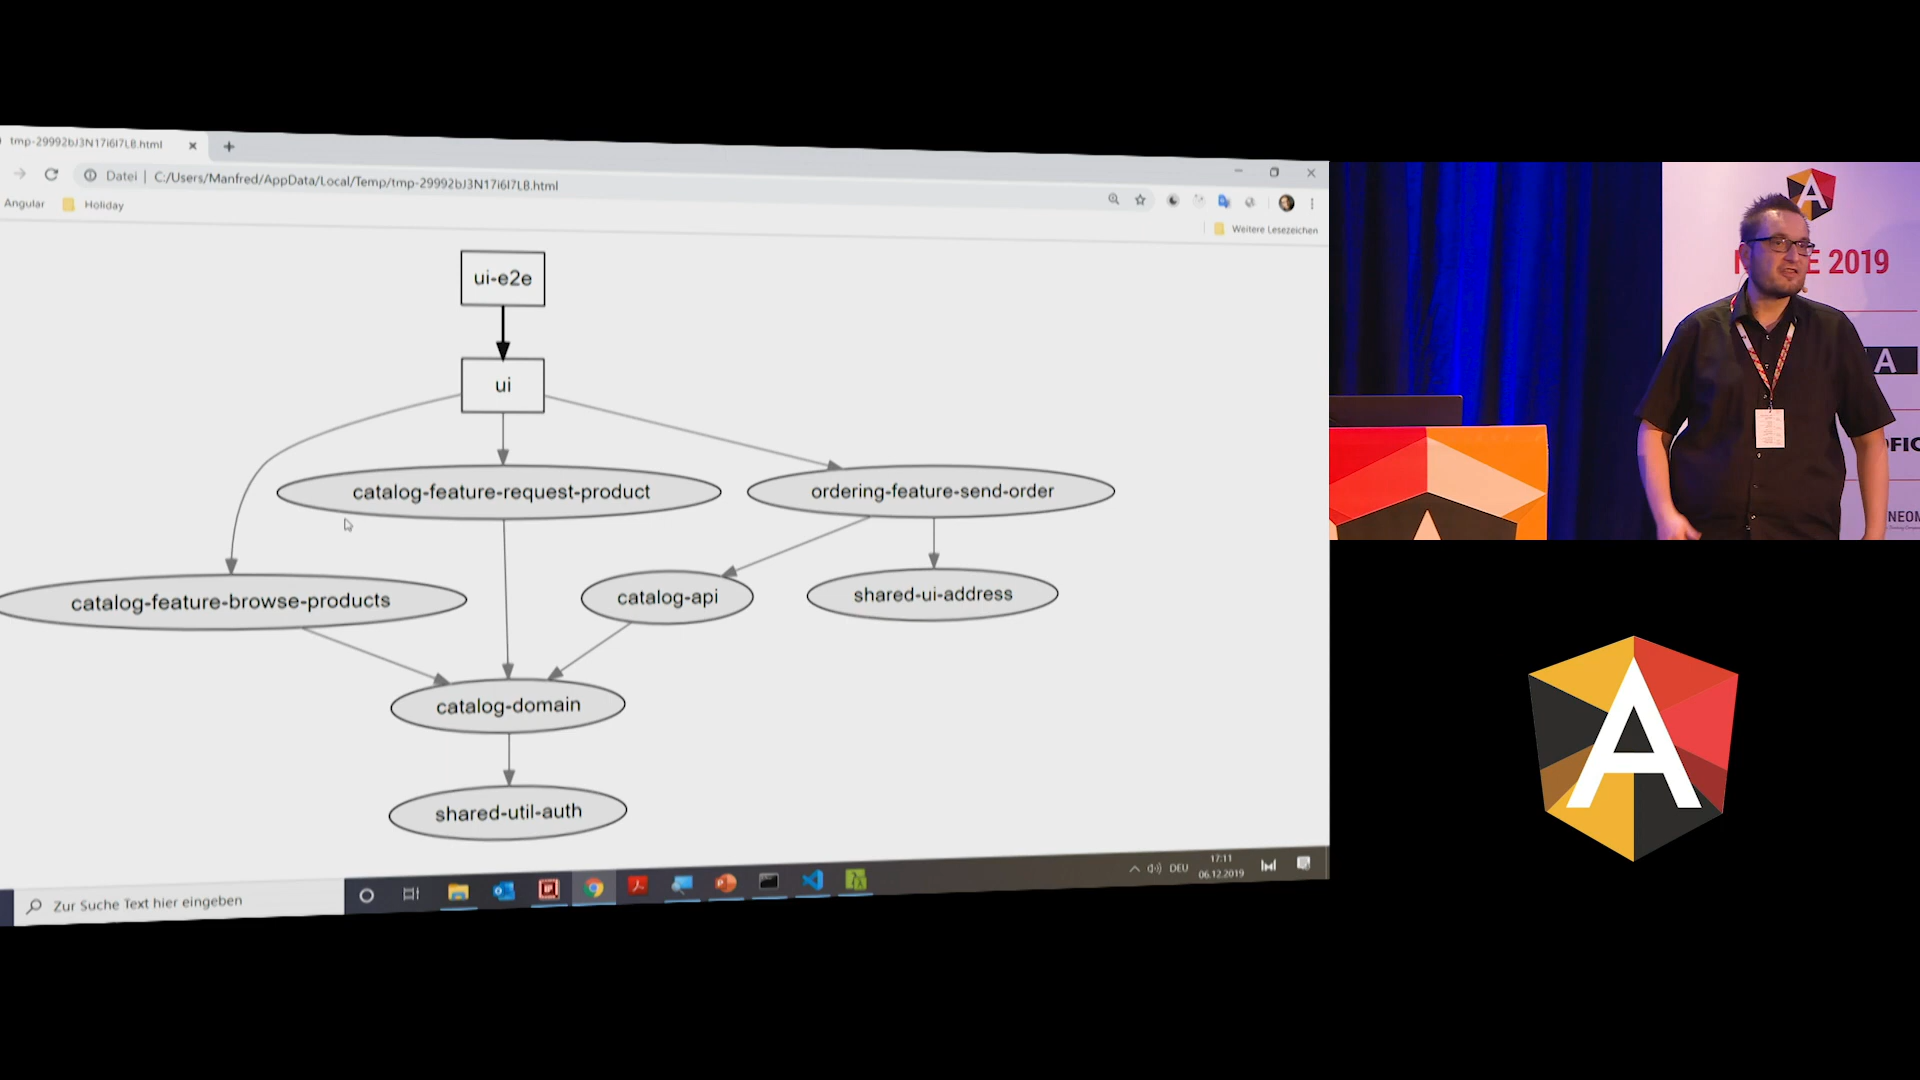 tmp-29992bJ3N17i6I7LB.html
Datei | C:/Users/Manfred/AppData/Local/Temp/tmp-29992bJ3N17i6I7LB.html
Angular Holiday
Weitere Lesezeichen
ui-e2e
ui
catalog-feature-request-product
ordering-feature-send-order
catalog-feature-browse-products
catalog-api
shared-ui-address
catalog-domain
shared-util-auth
Zur Suche Text hier eingeben
DEU
17:11
06.12.2019
A
E 2019
A
A